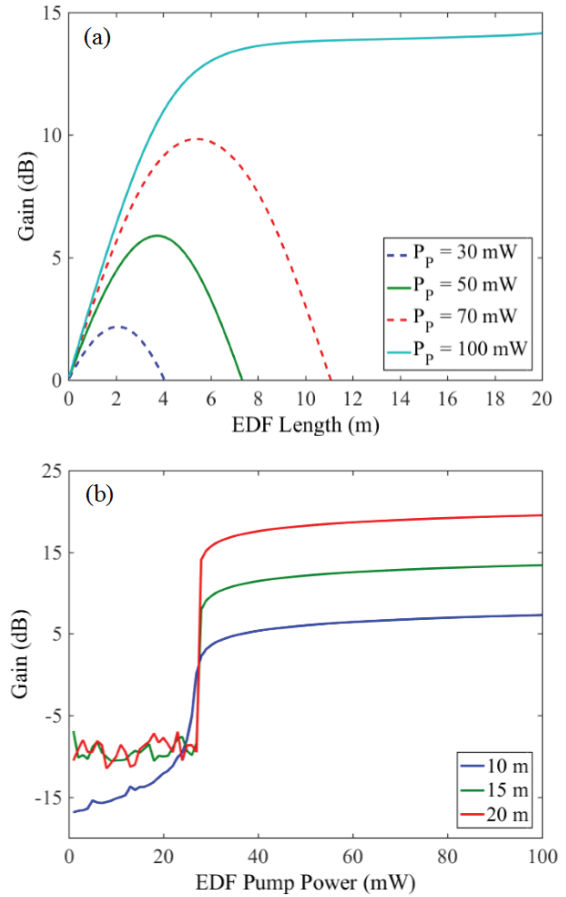 (a)
15
10
5
0
Gain (dB)
P_P = 30 mW
P_P = 50 mW
P_P = 70 mW
P_P = 100 mW
0 2 4 6 8 10 12 14 16 18 20
EDF Length (m)
(b)
25
15
5
-5
-15
Gain (dB)
10 m
15 m
20 m
0 20 40 60 80 100
EDF Pump Power (mW)